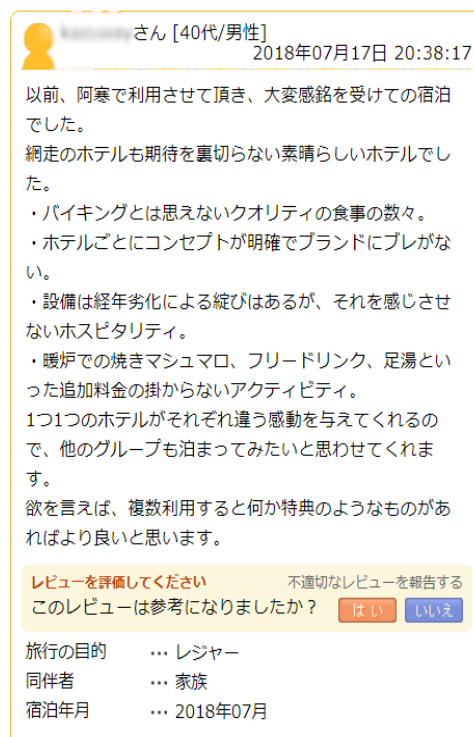 さん [40代/男性]
2018年07月17日 20:38:17
以前、阿寒で利用させて頂き、大変感銘を受けての宿泊
でした。
網走のホテルも期待を裏切らない素晴らしいホテルでし
た。
・バイキングとは思えないクオリティの食事の数々。
・ホテルごとにコンセプトが明確でブランドにブレがな
い。
・設備は経年劣化による綻びはあるが、それを感じさせ
ないホスピタリティ。
・暖炉での焼きマシュマロ、フリードリンク、足湯とい
った追加料金の掛からないアクティビティ。
1つ1つのホテルがそれぞれ違う感動を与えてくれるの
で、他のグループも泊まってみたいと思わせてくれま
す。
欲を言えば、複数利用すると何か特典のようなものがあ
ればより良いと思います。
レビューを評価してください 不適切なレビューを報告する
このレビューは参考になりましたか? はい いいえ
旅行の目的 … レジャー
同伴者 … 家族
宿泊年月 … 2018年07月